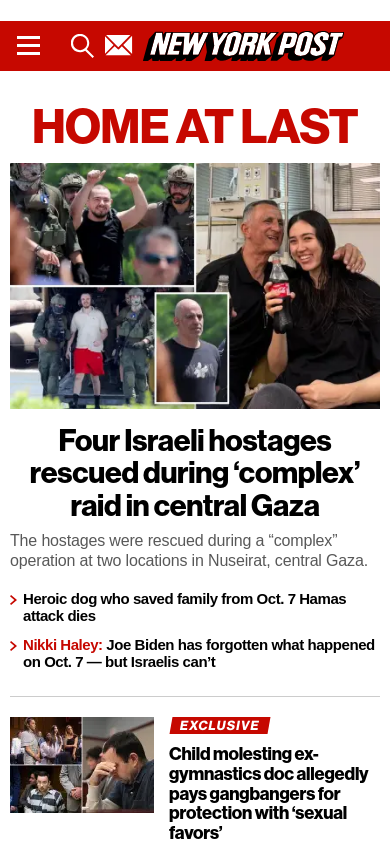 NEW YORK POST
HOME AT LAST
Four Israeli hostages
rescued during ‘complex’
raid in central Gaza
The hostages were rescued during a “complex”
operation at two locations in Nuseirat, central Gaza.
Heroic dog who saved family from Oct. 7 Hamas
attack dies
Nikki Haley: Joe Biden has forgotten what happened
on Oct. 7 — but Israelis can’t
EXCLUSIVE
Child molesting ex-
gymnastics doc allegedly
pays gangbangers for
protection with ‘sexual
favors’